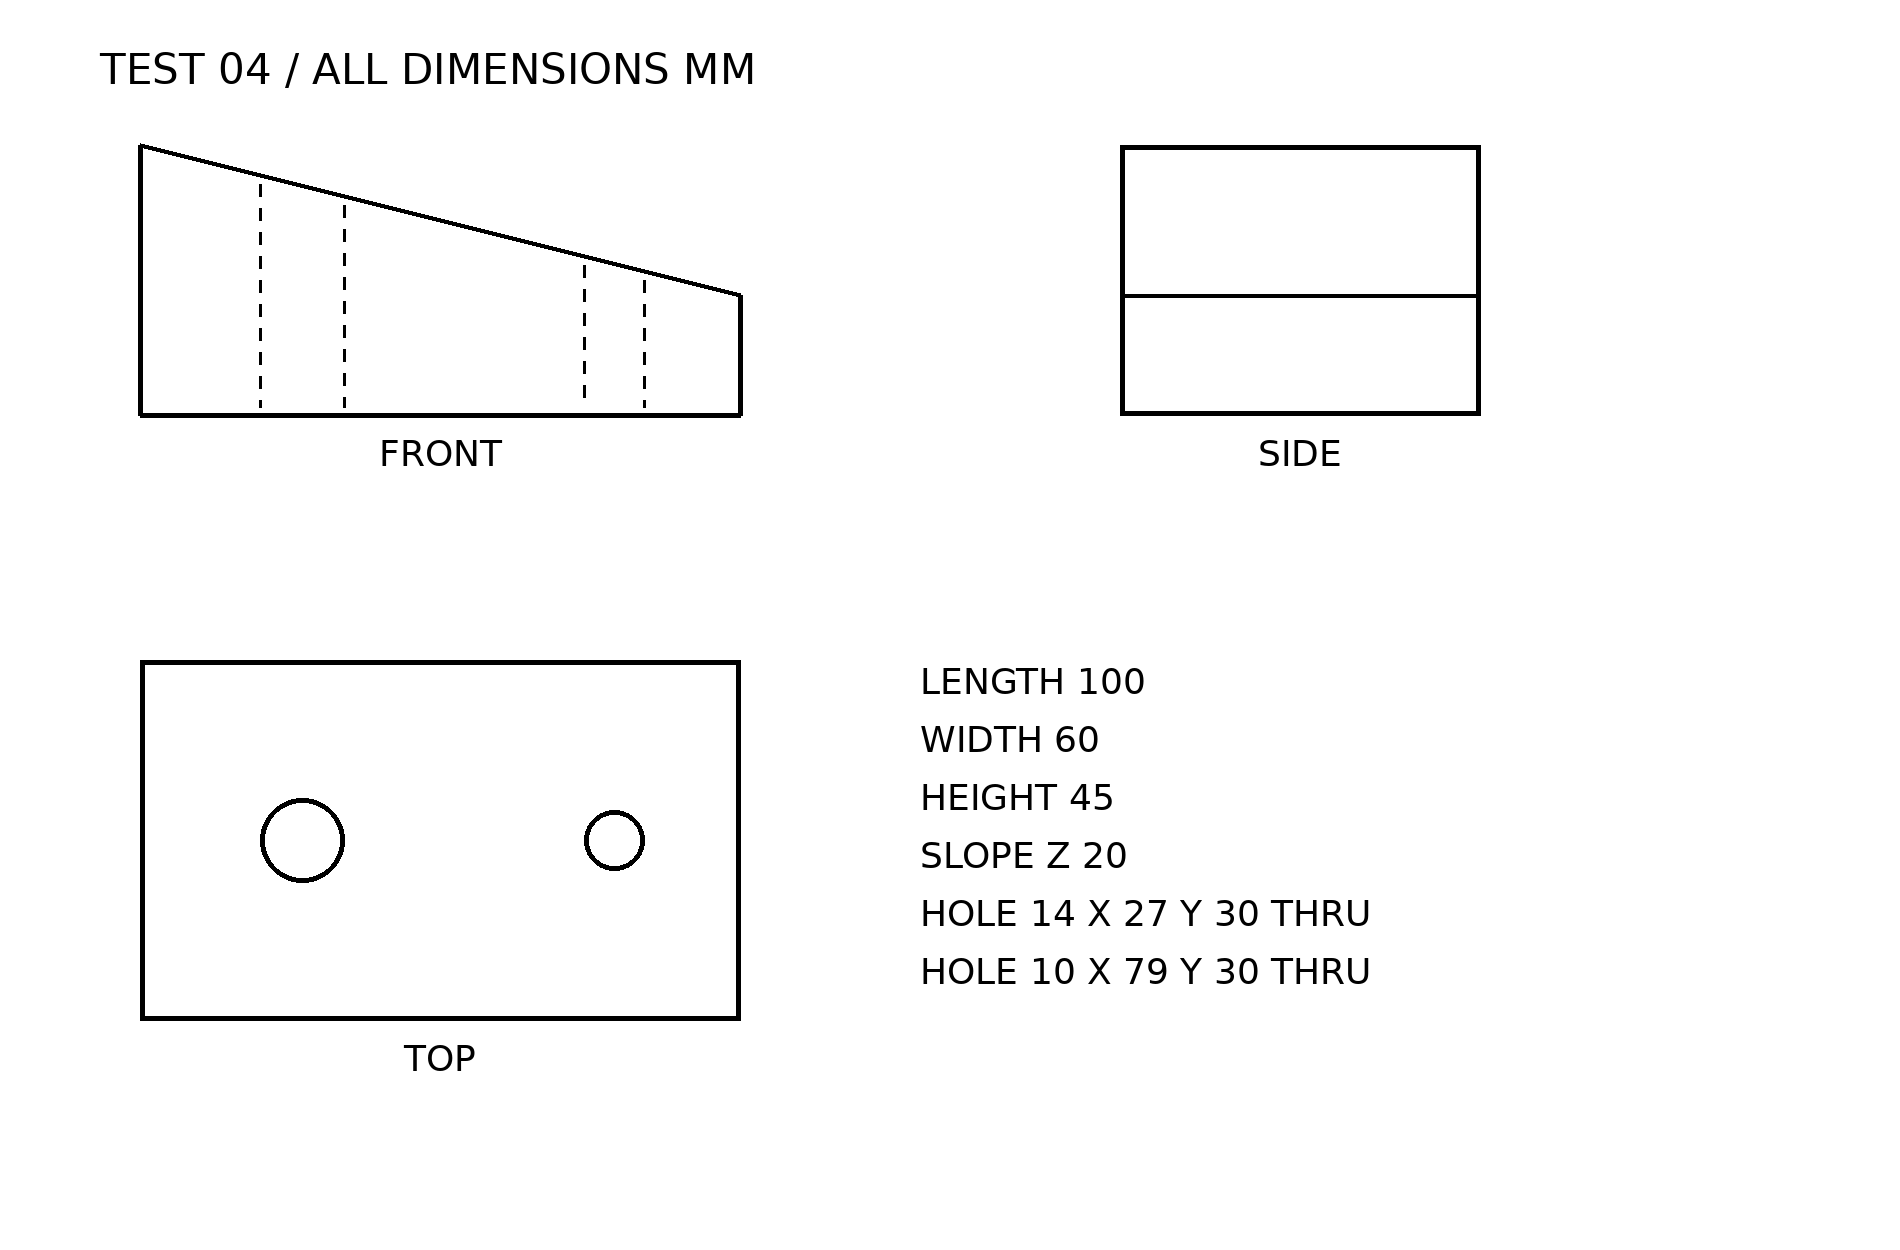 TEST 04 / ALL DIMENSIONS MM
FRONT
SIDE
TOP
LENGTH 100
WIDTH 60
HEIGHT 45
SLOPE Z 20
HOLE 14 X 27 Y 30 THRU
HOLE 10 X 79 Y 30 THRU